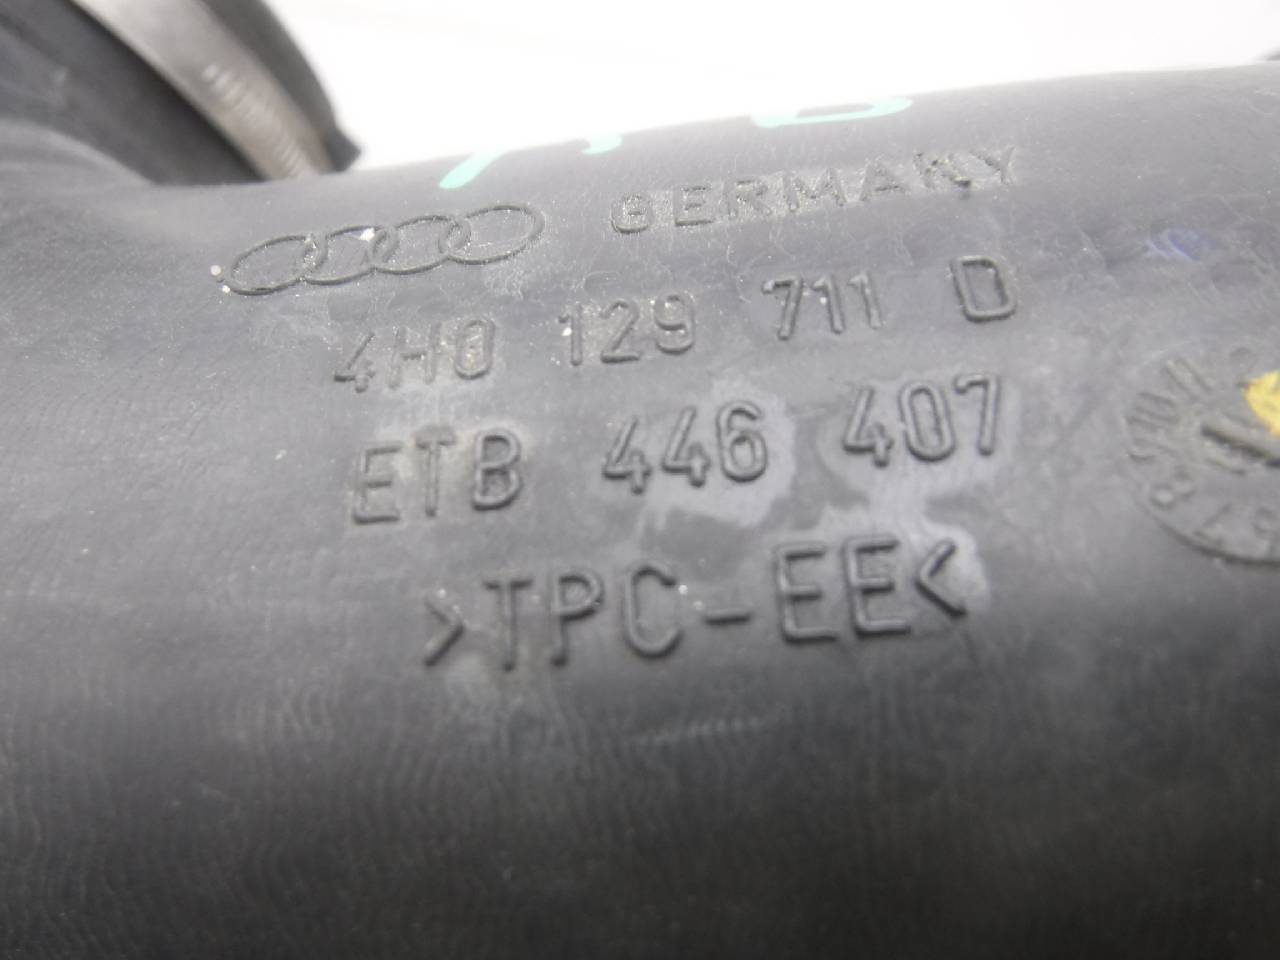 GERMANY
4H0 129 711 D
ETB 446 407
>TPC-EE<